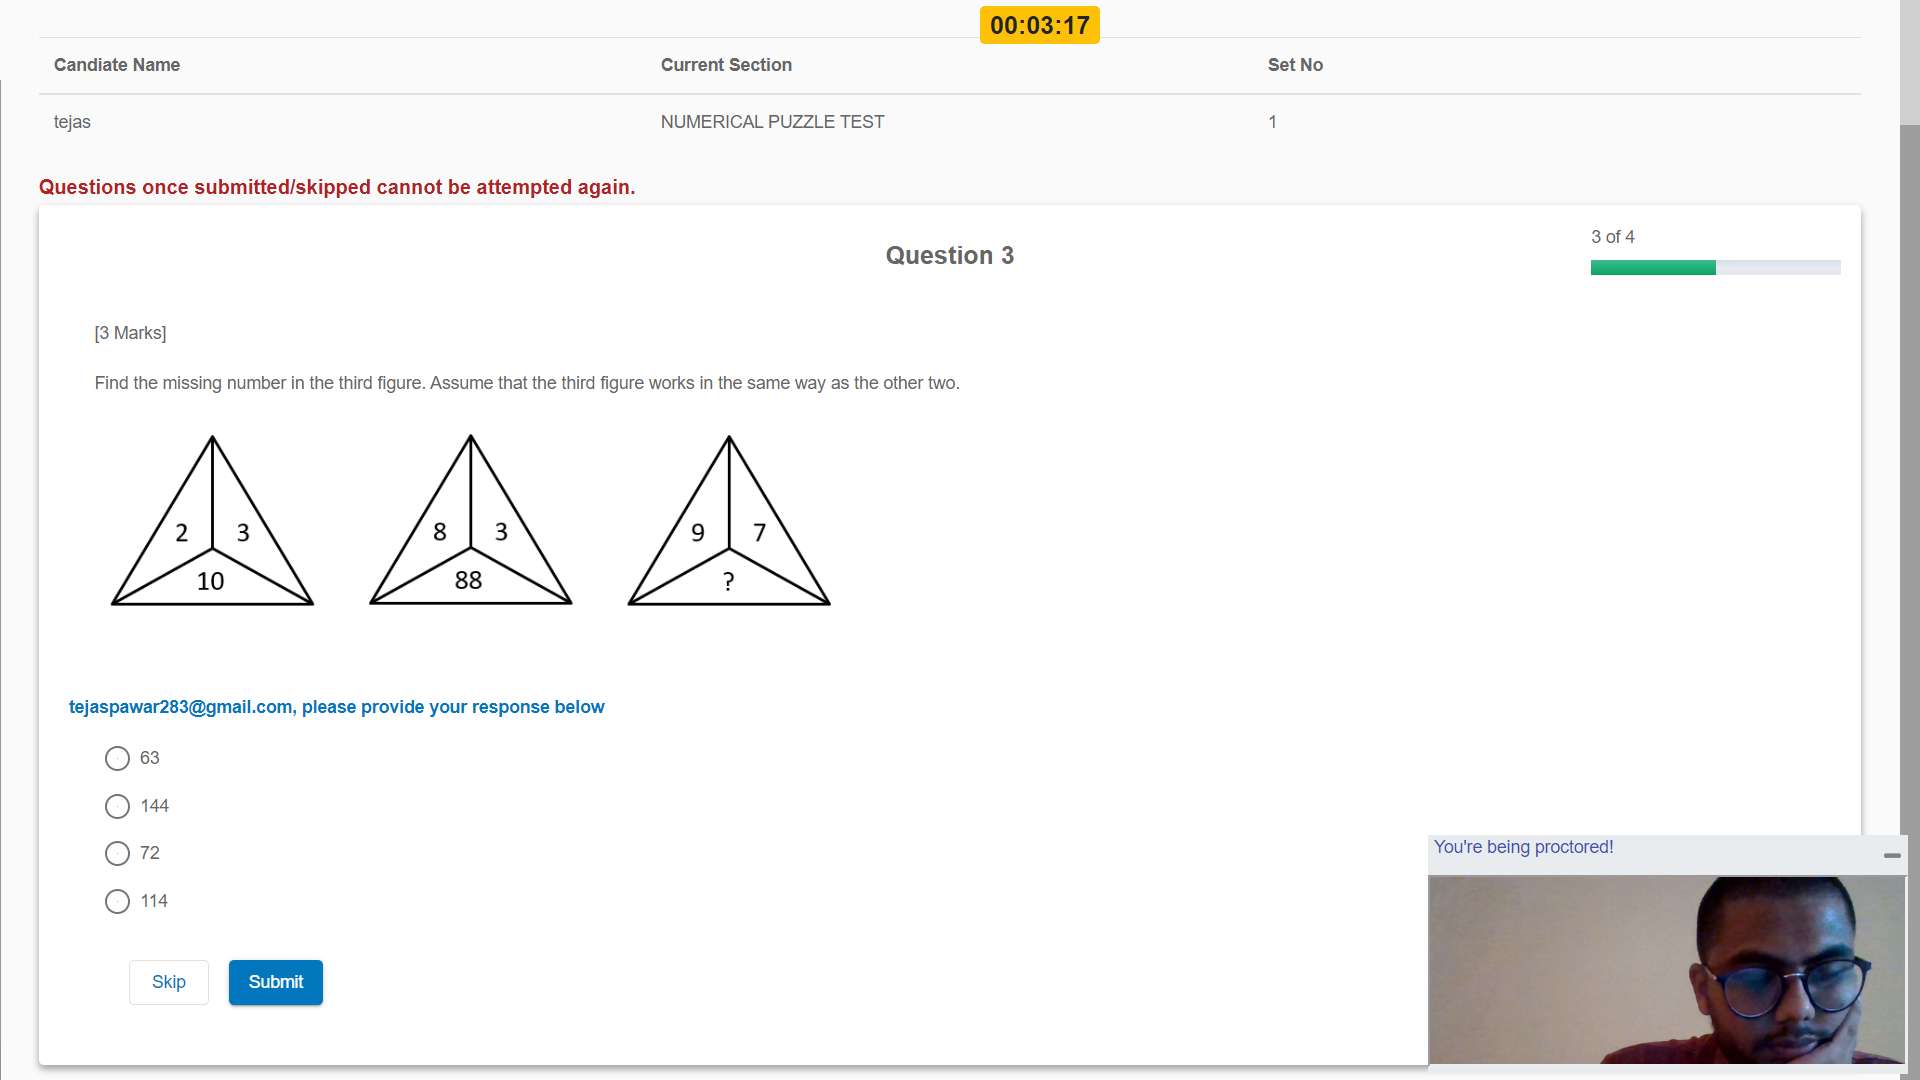 00:03:17
Candiate Name Current Section Set No
tejas NUMERICAL PUZZLE TEST 1
Questions once submitted/skipped cannot be attempted again.
3 of 4
Question 3
[3 Marks]
Find the missing number in the third figure. Assume that the third figure works in the same way as the other two.
2 3 8 3 9 7
10 88 ?
tejaspawar283@gmail.com, please provide your response below
63
144
72
114
You're being proctored!
Skip Submit